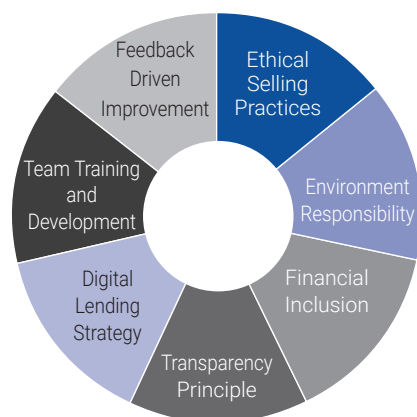 Ethical
Selling
Practices
Environment
Responsibility
Financial
Inclusion
Transparency
Principle
Digital
Lending
Strategy
Team Training
and
Development
Feedback
Driven
Improvement